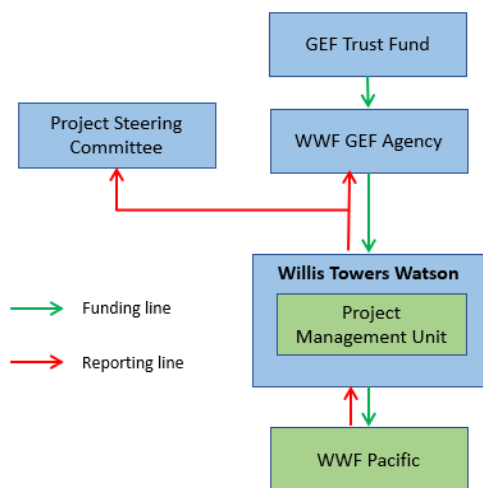 GEF Trust Fund
Project Steering
Committee
WWF GEF Agency
Willis Towers Watson
Project
Management Unit
Funding line
Reporting line
WWF Pacific